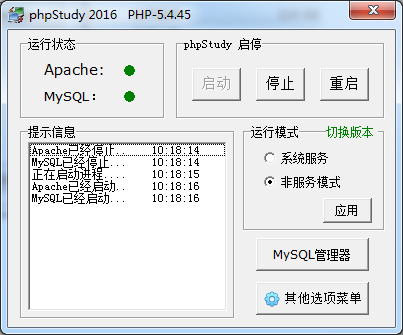 phpStudy 2016   PHP-5.4.45
运行状态
Apache:
MySQL:
phpStudy 启停
启动 停止 重启
提示信息
Apache已经停止.. 10:18:14
MySQL已经停止... 10:18:14
正在启动进程.... 10:18:15
Apache已经启动.. 10:18:16
MySQL已经启动... 10:18:16
运行模式 切换版本
系统服务
非服务模式
应用
MySQL管理器
其他选项菜单